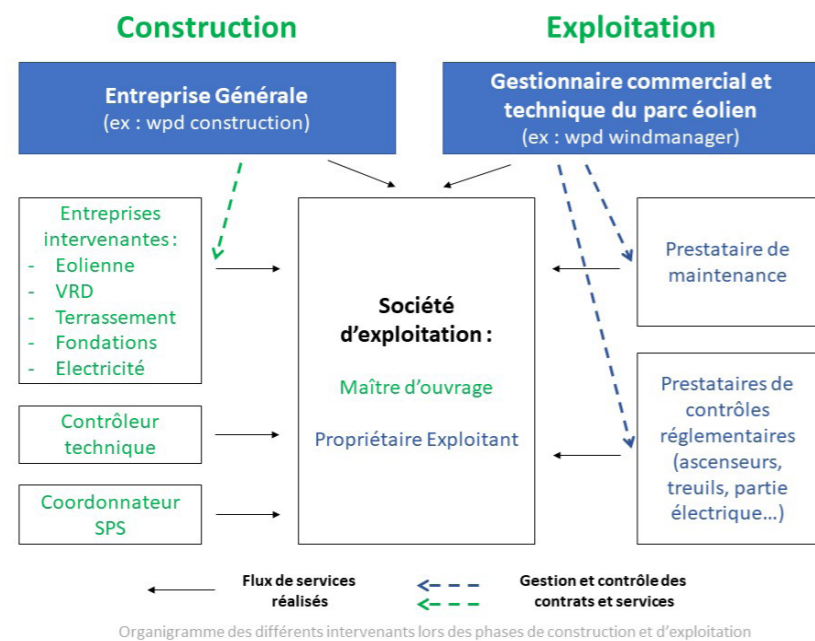 Construction
Exploitation
Entreprise Générale
(ex : wpd construction)
Gestionnaire commercial et
technique du parc éolien
(ex : wpd windmanager)
Entreprises
intervenantes :
- Eolienne
- VRD
- Terrassement
- Fondations
- Electricité
Contrôleur
technique
Coordonnateur
SPS
Société
d'exploitation :
Maître d'ouvrage
Propriétaire Exploitant
Prestataire de
maintenance
Prestataires de
contrôles
réglementaires
(ascenseurs,
treuils, partie
électrique…)
Flux de services
réalisés
Gestion et contrôle des
contrats et services
Organigramme des différents intervenants lors des phases de construction et d'exploitation